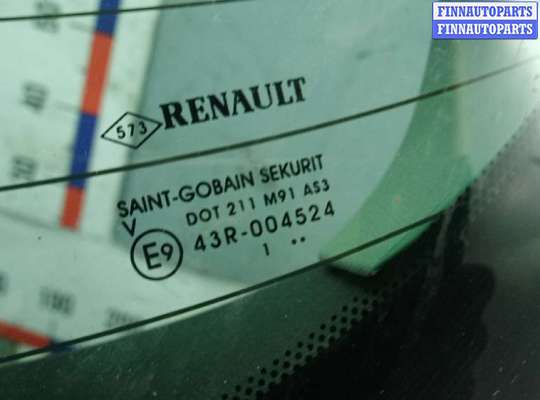 FINNAUTOPARTS
FINNAUTOPARTS
573 RENAULT
SAINT-GOBAIN SEKURIT
DOT 211 M91 AS3
V
E9 43R-004524
1 ..